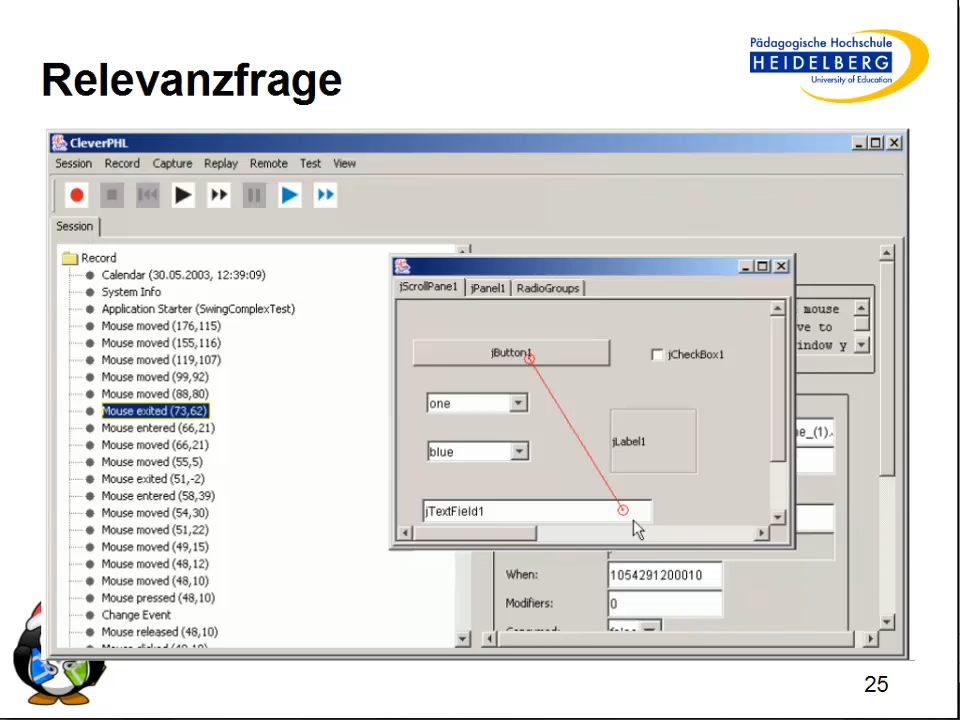 Relevanzfrage
Pädagogische Hochschule
HEIDELBERG
University of Education
CleverPHL
Session Record Capture Replay Remote Test View
Session
Record
Calendar (30.05.2003, 12:39:09)
System Info
Application Starter (SwingComplexTest)
Mouse moved (176,115)
Mouse moved (155,116)
Mouse moved (119,107)
Mouse moved (99,92)
Mouse moved (88,80)
Mouse exited (73,62)
Mouse entered (66,21)
Mouse moved (66,21)
Mouse moved (55,5)
Mouse exited (51,-2)
Mouse entered (58,39)
Mouse moved (54,30)
Mouse moved (51,22)
Mouse moved (49,15)
Mouse moved (48,12)
Mouse moved (48,10)
Mouse pressed (48,10)
Change Event
Mouse released (48,10)
jScrollPane1 jPanel1 RadioGroups
jButton1
jCheckBox1
one
blue
jLabel1
jTextField1
mouse
ve to
indow y
e_(1).
When: 1054291200010
Modifiers: 0
25